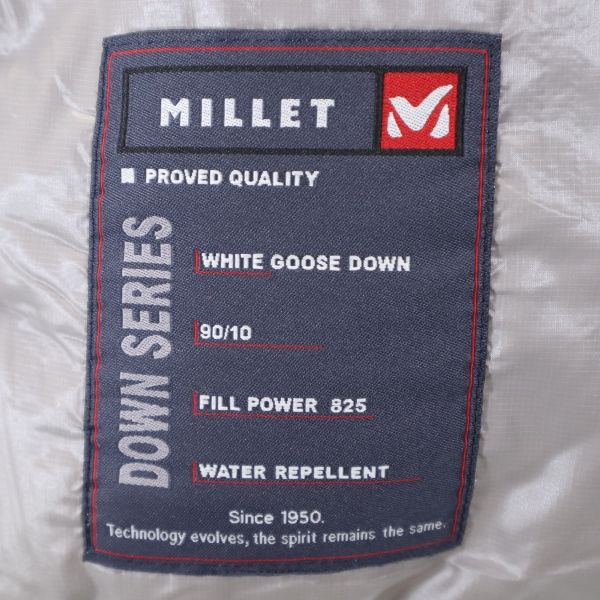 MILLET
PROVED QUALITY
DOWN SERIES
WHITE GOOSE DOWN
90/10
FILL POWER 825
WATER REPELLENT
Since 1950.
Technology evolves, the spirit remains the same.